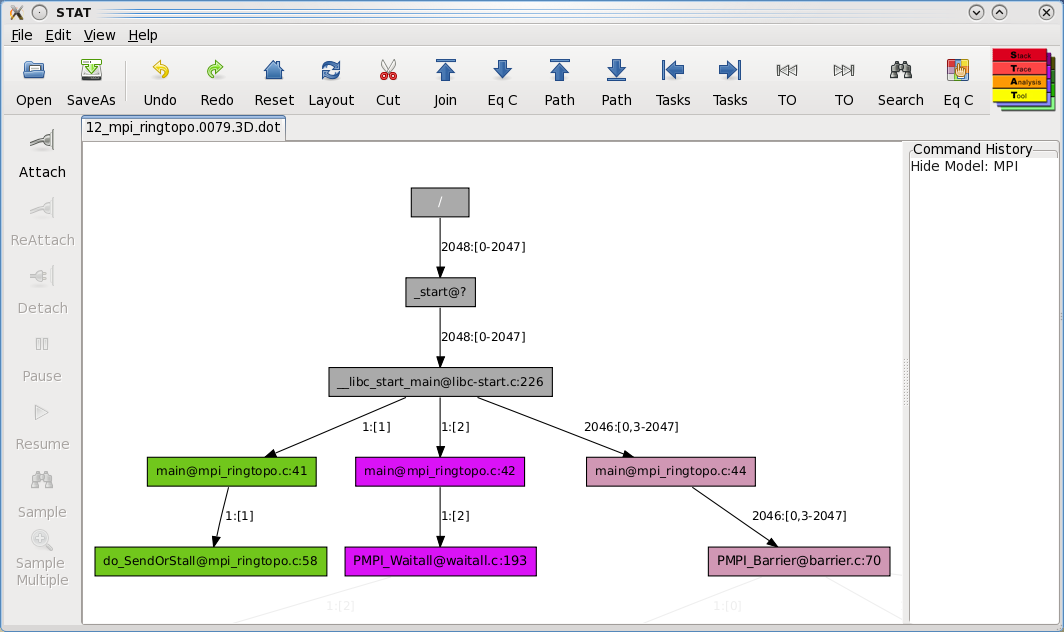 STAT
File Edit View Help
Open SaveAs Undo Redo Reset Layout Cut Join Eq C Path Path Tasks Tasks TO TO Search Eq C
Stack
Trace
Analysis
Tool
Attach
ReAttach
Detach
Pause
Resume
Sample
Sample
Multiple
12_mpi_ringtopo.0079.3D.dot
/
2048:[0-2047]
_start@?
2048:[0-2047]
__libc_start_main@libc-start.c:226
1:[1] 1:[2] 2046:[0,3-2047]
main@mpi_ringtopo.c:41 main@mpi_ringtopo.c:42 main@mpi_ringtopo.c:44
1:[1] 1:[2] 2046:[0,3-2047]
do_SendOrStall@mpi_ringtopo.c:58 PMPI_Waitall@waitall.c:193 PMPI_Barrier@barrier.c:70
1:[2] 1:[0]
Command History
Hide Model: MPI